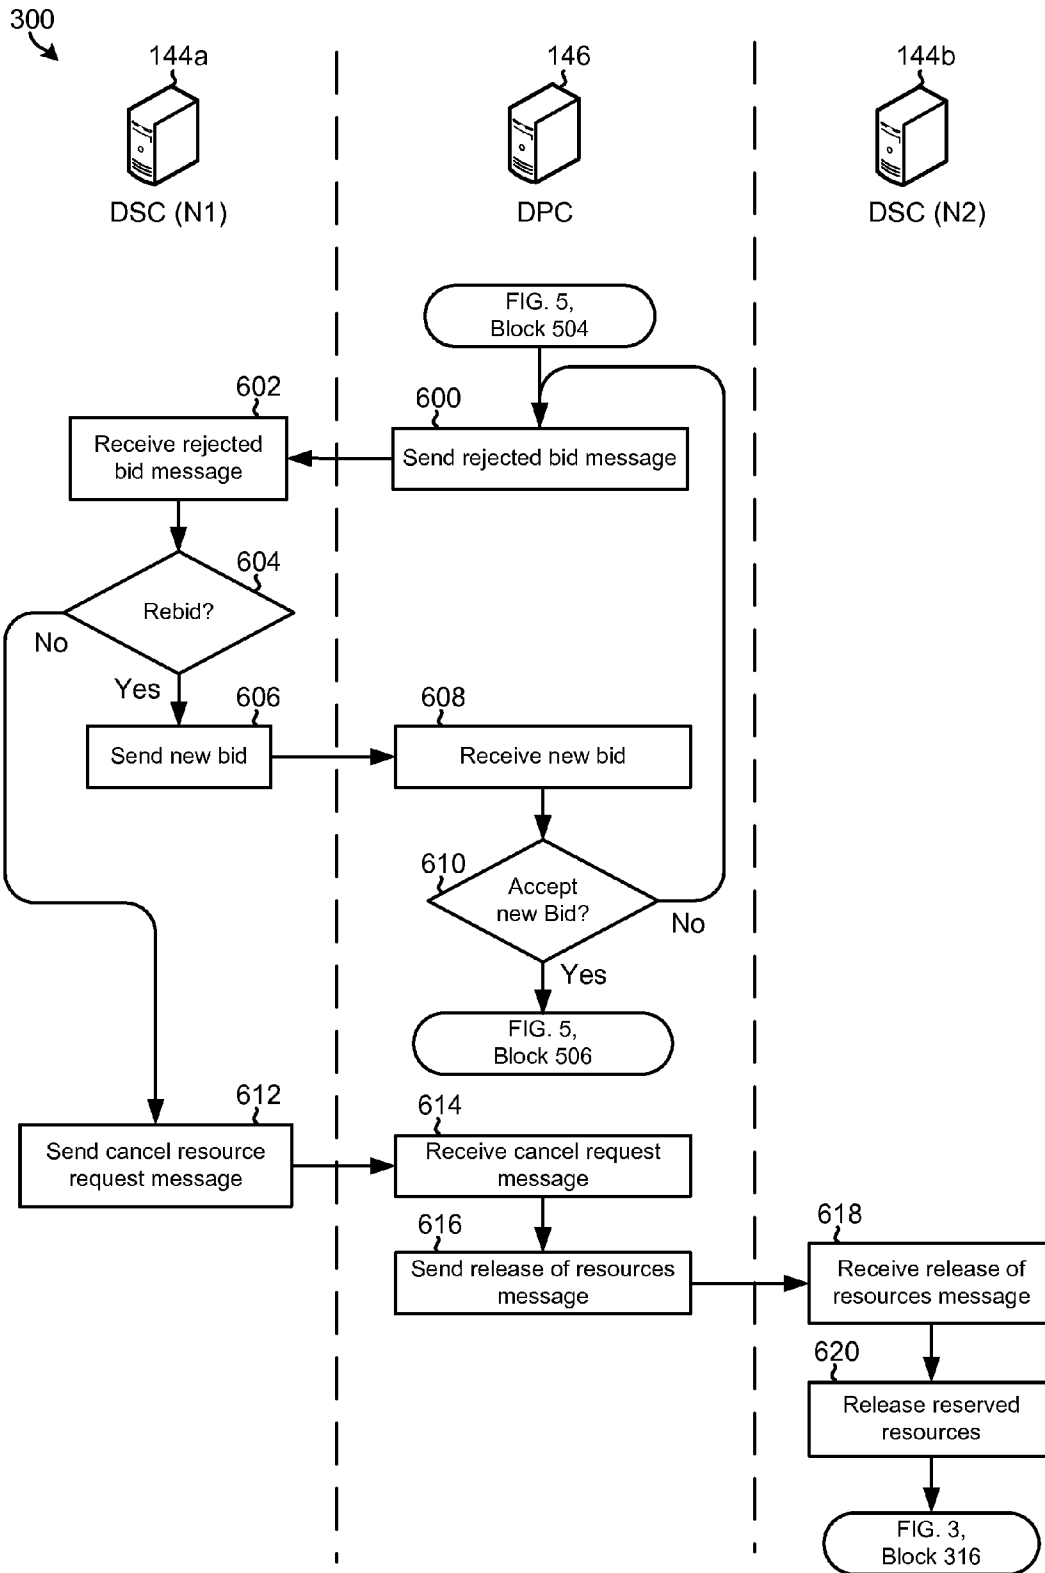 300
144a
146
144b
DSC (N1)
DPC
DSC (N2)
FIG. 5,
Block 504
602
600
Receive rejected
bid message
Send rejected bid message
604
Rebid?
No
Yes
606
608
Send new bid
Receive new bid
610
Accept
new Bid?
No
Yes
FIG. 5,
Block 506
612
614
Send cancel resource
request message
Receive cancel request
message
616
618
Send release of resources
message
Receive release of
resources message
620
Release reserved
resources
FIG. 3,
Block 316